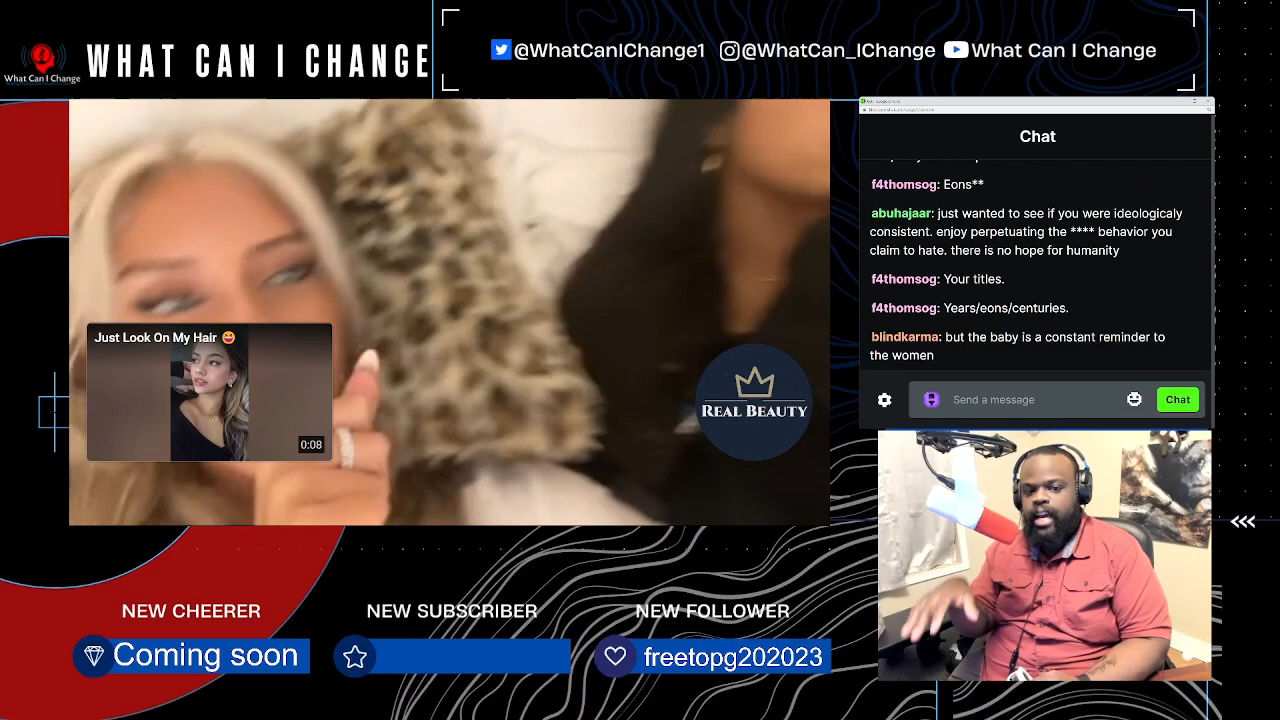 WHAT CAN I CHANGE
@WhatCanIChange1 @WhatCan_IChange What Can I Change
What Can I Change
Chat
f4thomsog: Eons**
abuhajaar: just wanted to see if you were ideologicaly
consistent. enjoy perpetuating the **** behavior you
claim to hate. there is no hope for humanity
f4thomsog: Your titles.
f4thomsog: Years/eons/centuries.
blindkarma: but the baby is a constant reminder to
the women
Send a message
Chat
Just Look On My Hair
0:08
REAL BEAUTY
NEW CHEERER
NEW SUBSCRIBER
NEW FOLLOWER
Coming soon
freetopg202023